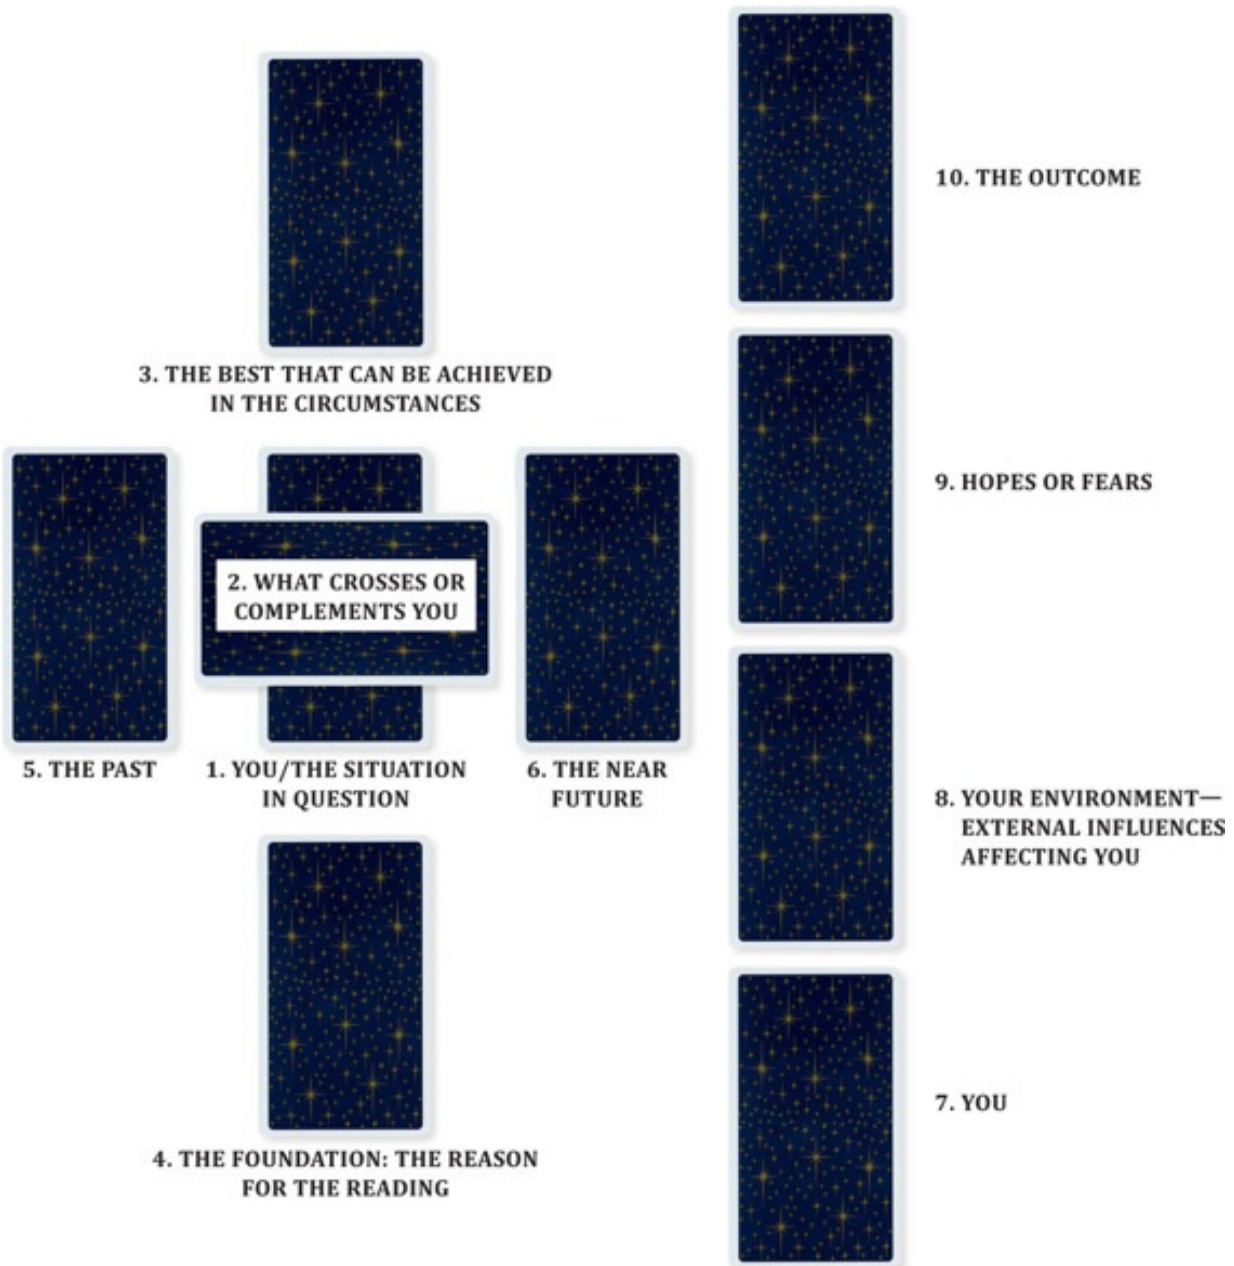 10. THE OUTCOME
3. THE BEST THAT CAN BE ACHIEVED
IN THE CIRCUMSTANCES
9. HOPES OR FEARS
2. WHAT CROSSES OR
COMPLEMENTS YOU
5. THE PAST
1. YOU/THE SITUATION
IN QUESTION
6. THE NEAR
FUTURE
8. YOUR ENVIRONMENT—
EXTERNAL INFLUENCES
AFFECTING YOU
7. YOU
4. THE FOUNDATION: THE REASON
FOR THE READING